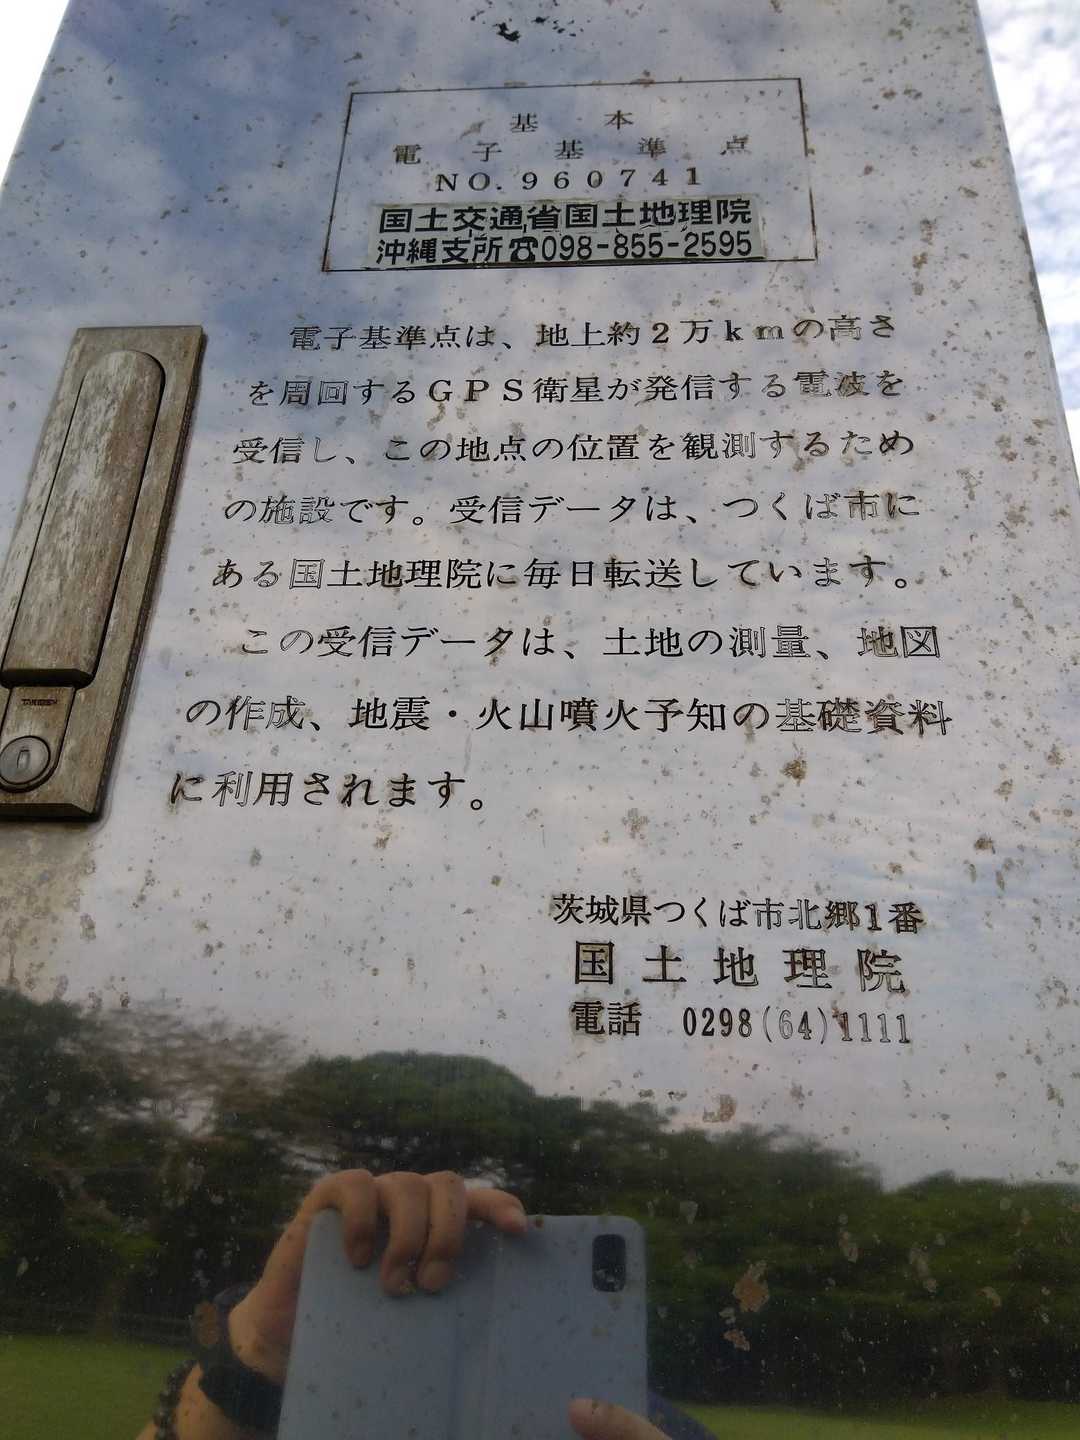 基本
電子基準点
NO.960741
国土交通省国土地理院
沖縄支所☎098-855-2595
電子基準点は、地上約2万kmの高さ
を周回するGPS衛星が発信する電波を
受信し、この地点の位置を観測するため
の施設です。受信データは、つくば市に
ある国土地理院に毎日転送しています。
この受信データは、土地の測量、地図
の作成、地震・火山噴火予知の基礎資料
に利用されます。
TAKIGEN
茨城県つくば市北郷1番
国土地理院
電話 0298(64)1111